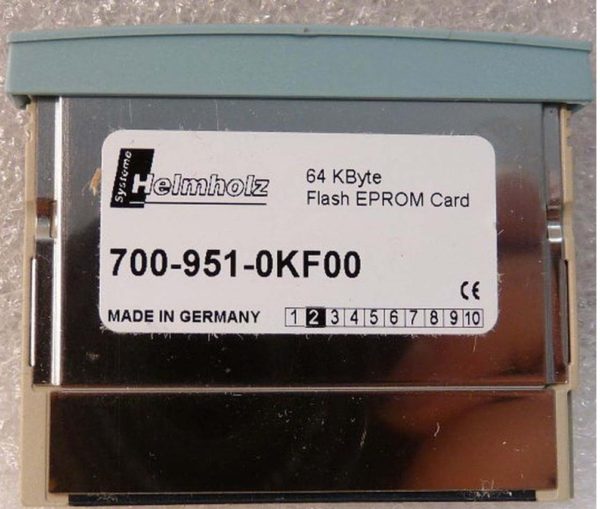 Systeme Helmholz
64 KByte
Flash EPROM Card
700-951-0KF00
CE
MADE IN GERMANY 1 2 3 4 5 6 7 8 9 10